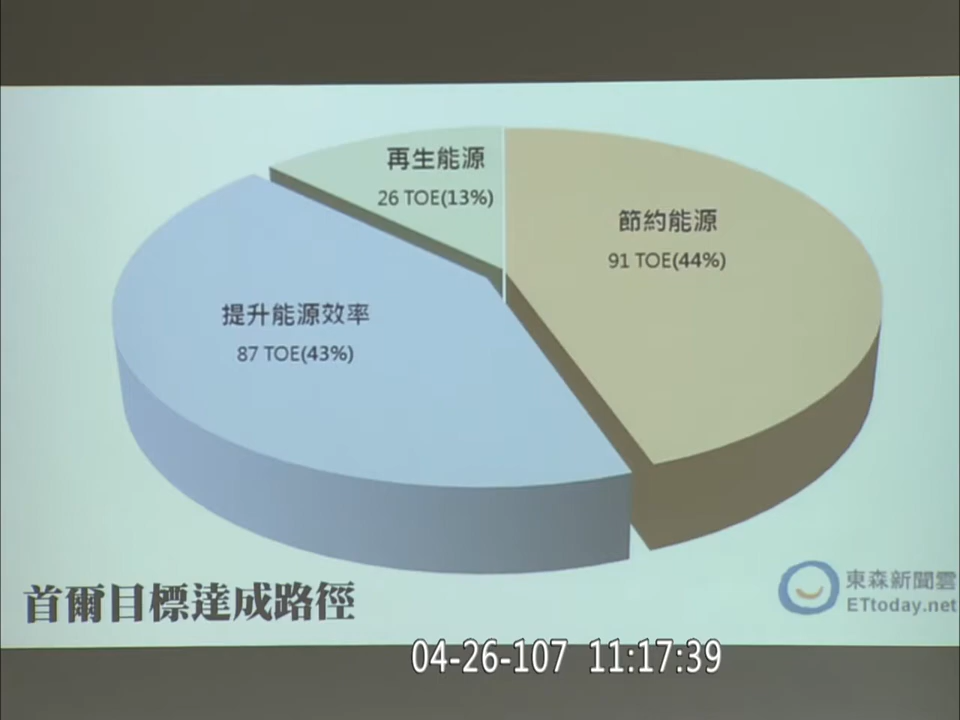 再生能源
26 TOE(13%)
節約能源
91 TOE(44%)
提升能源效率
87 TOE(43%)
首爾目標達成路徑
東森新聞雲
ETtoday.net
04-26-107 11:17:39